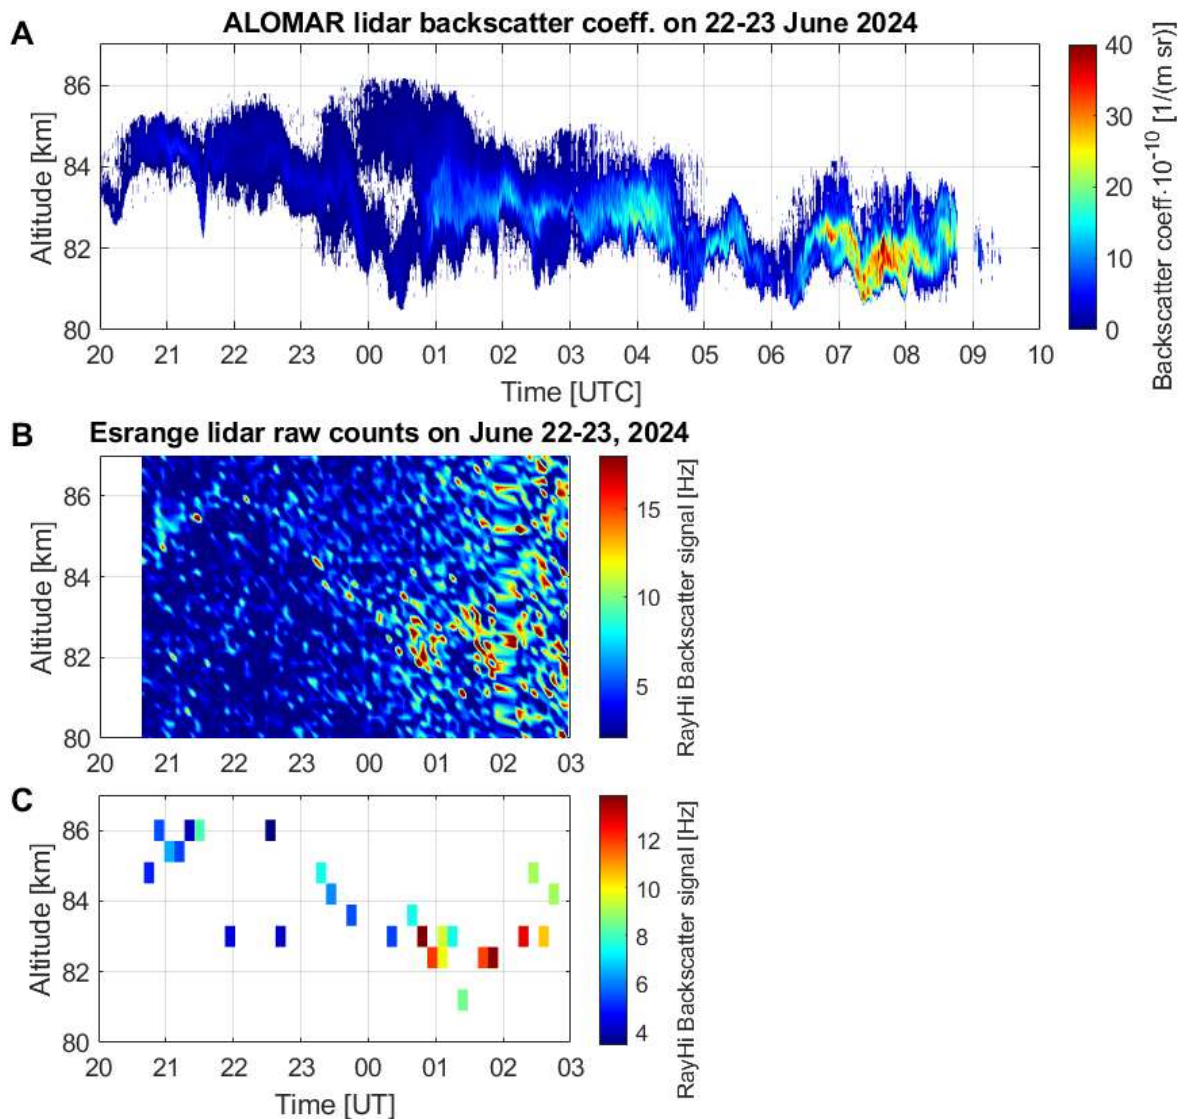 A
ALOMAR lidar backscatter coeff. on 22-23 June 2024
86
84
82
80
Altitude [km]
20 21 22 23 00 01 02 03 04 05 06 07 08 09 10
Time [UTC]
40
30
20
10
0
Backscatter coeff·10⁻¹⁰ [1/(m sr)]
B
Esrange lidar raw counts on June 22-23, 2024
86
84
82
80
Altitude [km]
20 21 22 23 00 01 02 03
15
10
5
RayHi Backscatter signal [Hz]
C
86
84
82
80
Altitude [km]
20 21 22 23 00 01 02 03
Time [UT]
12
10
8
6
4
RayHi Backscatter signal [Hz]